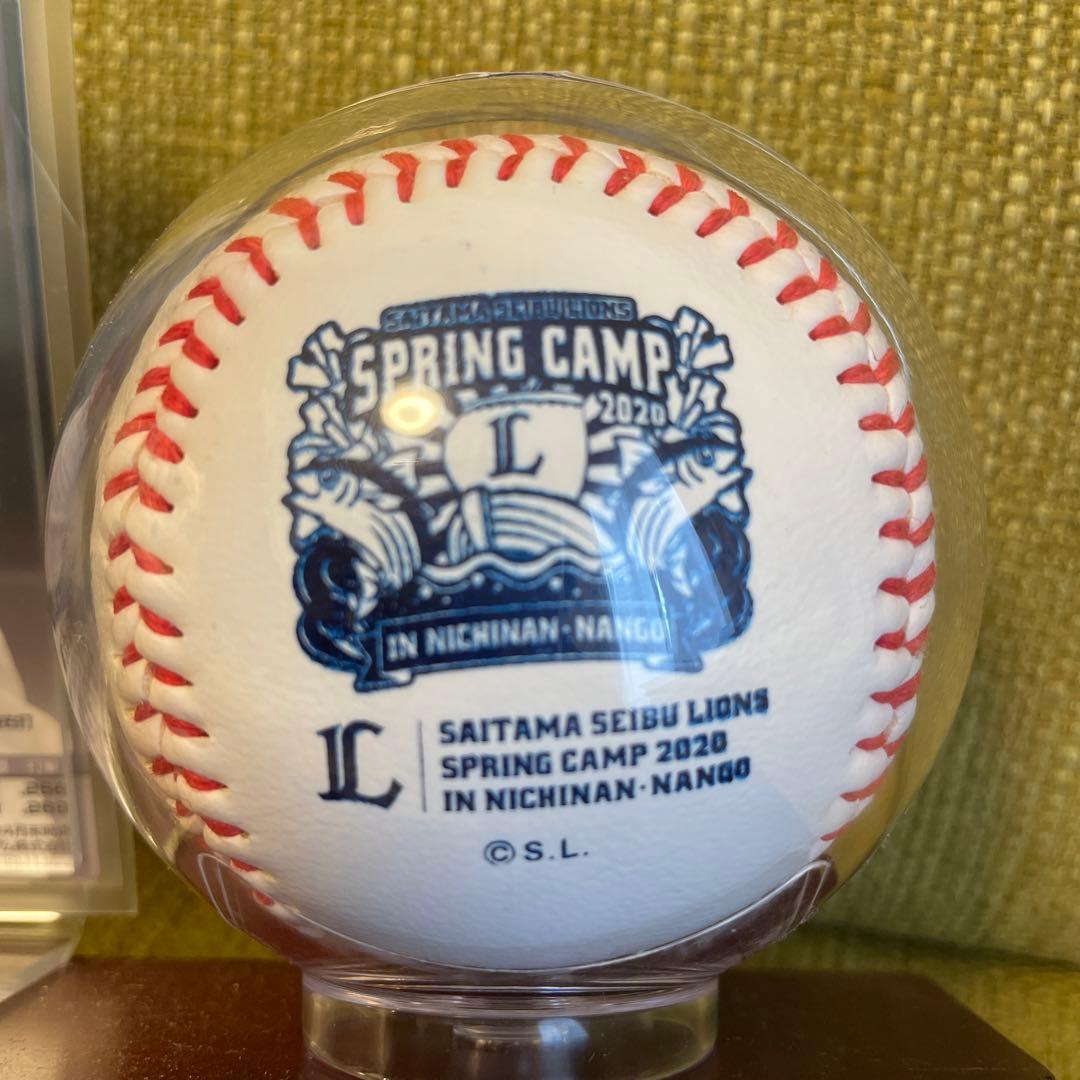 SAITAMA SEIBU LIONS
SPRING CAMP
2020
L
IN NICHINAN·NANGO
L
SAITAMA SEIBU LIONS
SPRING CAMP 2020
IN NICHINAN·NANGO
© S.L.